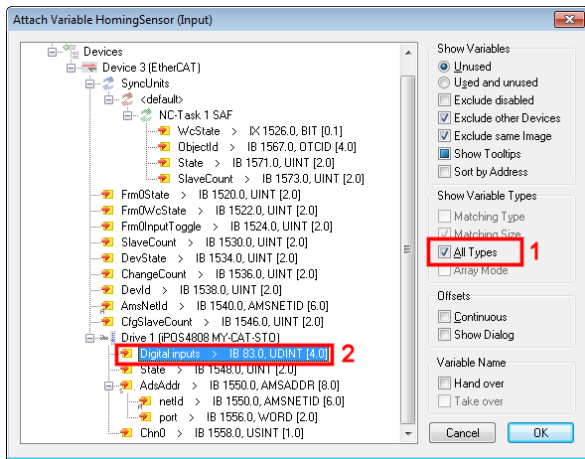 Attach Variable HomingSensor (Input)
Devices
Device 3 (EtherCAT)
SyncUnits
<default>
NC-Task 1 SAF
WcState > IX 1526.0, BIT [0.1]
ObjectId > IB 1567.0, OTCID [4.0]
State > IB 1571.0, UINT [2.0]
SlaveCount > IB 1573.0, UINT [2.0]
Frm0State > IB 1520.0, UINT [2.0]
Frm0WcState > IB 1522.0, UINT [2.0]
Frm0InputToggle > IB 1524.0, UINT [2.0]
SlaveCount > IB 1530.0, UINT [2.0]
DevState > IB 1534.0, UINT [2.0]
ChangeCount > IB 1536.0, UINT [2.0]
DevId > IB 1538.0, UINT [2.0]
AmsNetId > IB 1540.0, AMSNETID [6.0]
CfgSlaveCount > IB 1546.0, UINT [2.0]
Drive 1 (iPOS4808 MY-CAT-STO)
Digital inputs > IB 83.0, UDINT [4.0] 2
State > IB 1548.0, UINT [2.0]
AdsAddr > IB 1550.0, AMSADDR [8.0]
netId > IB 1550.0, AMSNETID [6.0]
port > IB 1556.0, WORD [2.0]
Chn0 > IB 1558.0, USINT [1.0]
Show Variables
Unused
Used and unused
Exclude disabled
Exclude other Devices
Exclude same Image
Show Tooltips
Sort by Address
Show Variable Types
Matching Type
Matching Size
All Types 1
Array Mode
Offsets
Continuous
Show Dialog
Variable Name
Hand over
Take over
Cancel OK